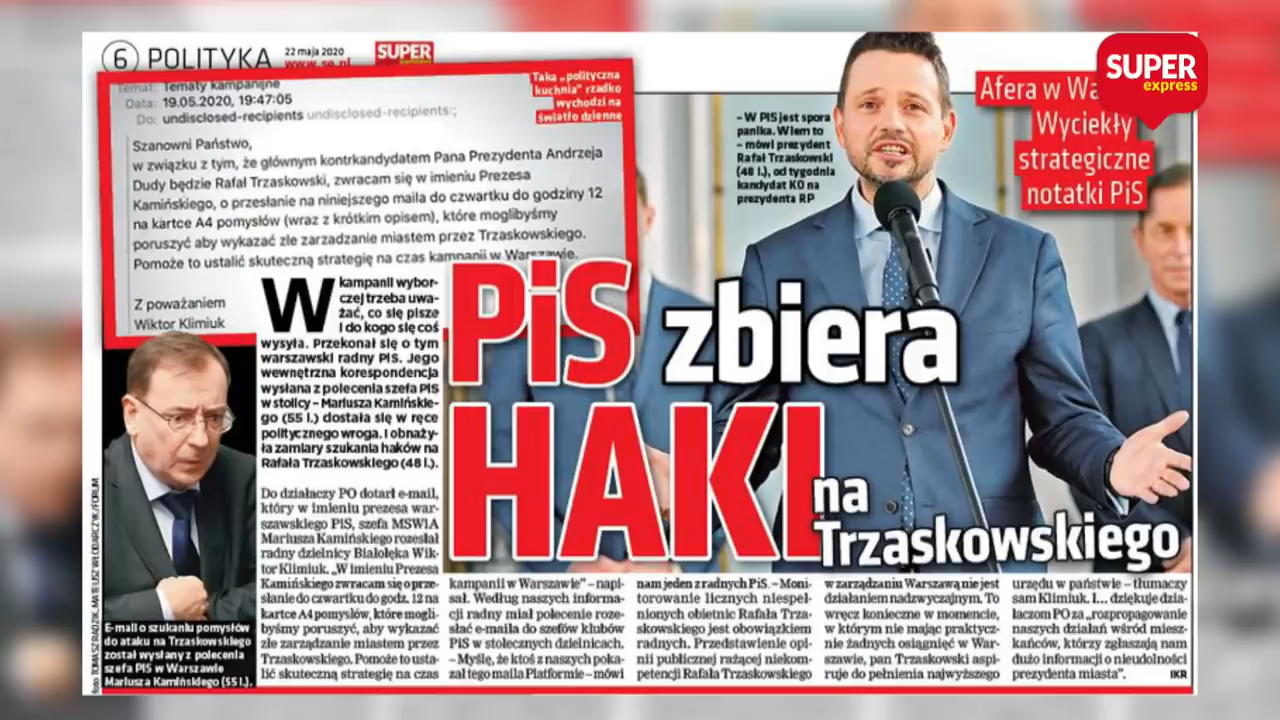 6 POLITYKA 22 maja 2020
www.se.pl
SUPER
express
Temat: Tematy kampanijne
Data: 19.05.2020, 19:47:05
Do: undisclosed-recipients undisclosed-recipients:;
Szanowni Państwo,
w związku z tym, że głównym kontrkandydatem Pana Prezydenta Andrzeja
Dudy będzie Rafał Trzaskowski, zwracam się w imieniu Prezesa
Kamińskiego, o przesłanie na niniejszego maila do czwartku do godziny 12
na kartce A4 pomysłów (wraz z krótkim opisem), które moglibyśmy
poruszyć aby wykazać złe zarzadzanie miastem przez Trzaskowskiego.
Pomoże to ustalić skuteczną strategię na czas kampanii w Warszawie.
Z poważaniem
Wiktor Klimiuk
Taka „polityczna
kuchnia” rzadko
wychodzi na
światło dzienne
– W PiS jest spora
panika. Wiem to
– mówi prezydent
Rafał Trzaskowski
(48 l.), od tygodnia
kandydat KO na
prezydenta RP
SUPER
express
Afera w Wa
Wyciekły
strategiczne
notatki PiS
PiS zbiera
HAKI
na
Trzaskowskiego
W kampanii wybor-
czej trzeba uwa-
żać, co się pisze
i do kogo się coś
wysyła. Przekonał się o tym
warszawski radny PiS. Jego
wewnętrzna korespondencja
wysłana z polecenia szefa PiS
w stolicy – Mariusza Kamińskie-
go (55 l.) dostała się w ręce
politycznego wroga. I obnaży-
ła zamiary szukania haków na
Rafała Trzaskowskiego (48 l.).
Do działaczy PO dotarł e-mail,
który w imieniu prezesa war-
szawskiego PiS, szefa MSWiA
Mariusza Kamińskiego rozesłał
radny dzielnicy Białołęka Wik-
tor Klimiuk. „W imieniu Prezesa
Kamińskiego zwracam się o prze-
słanie do czwartku do godz. 12 na
kartce A4 pomysłów, które mogli-
byśmy poruszyć, aby wykazać
złe zarządzanie miastem przez
Trzaskowskiego. Pomoże to usta-
lić skuteczną strategię na czas
kampanii w Warszawie” – napi-
sał. Według naszych informa-
cji radny miał polecenie roze-
słać e-maila do szefów klubów
PiS w stołecznych dzielnicach.
– Myślę, że ktoś z naszych poka-
zał tego maila Platformie – mówi
nam jeden z radnych PiS. – Moni-
torowanie licznych niespeł-
nionych obietnic Rafała Trza-
skowskiego jest obowiązkiem
radnych. Przedstawienie opi-
nii publicznej rażącej niekom-
petencji Rafała Trzaskowskiego
w zarządzaniu Warszawą nie jest
działaniem nadzwyczajnym. To
wręcz konieczne w momencie,
w którym nie mając praktycz-
nie żadnych osiągnięć w War-
szawie, pan Trzaskowski aspi-
ruje do pełnienia najwyższego
urzędu w państwie – tłumaczy
sam Klimiuk. I... dziękuje dzia-
łaczom PO za „rozpropagowanie
naszych działań wśród miesz-
kańców, którzy zgłaszają nam
dużo informacji o nieudolności
prezydenta miasta”. IKR
E-mail o szukaniu pomysłów
do ataku na Trzaskowskiego
został wysłany z polecenia
szefa PiS w Warszawie
Mariusza Kamińskiego (55 l.).